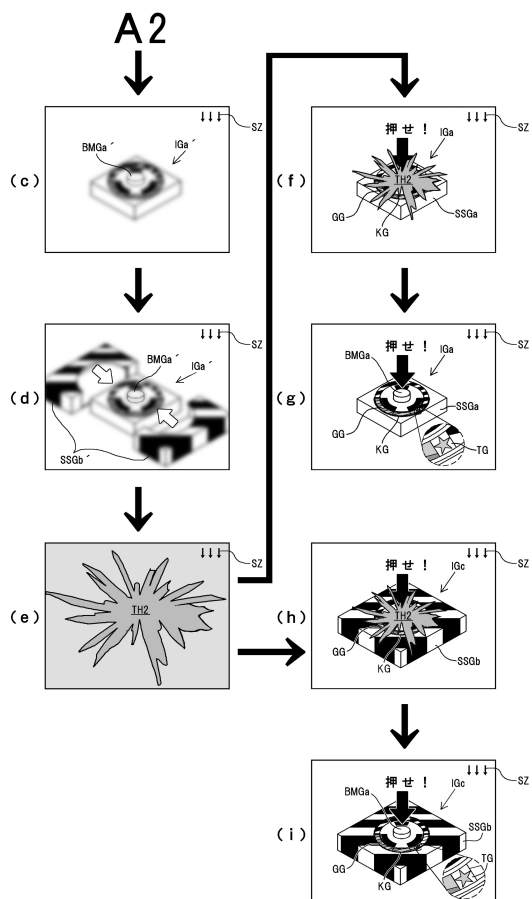 A2
(c)
BMGa´
IGa´
SZ
(d)
BMGa´
IGa´
SZ
SSGb´
(e)
TH2
SZ
(f)
押せ!
IGa
SZ
TH2
GG
KG
SSGa
(g)
押せ!
BMGa
IGa
SZ
SSGa
GG
KG
TG
(h)
押せ!
IGc
SZ
TH2
GG
KG
SSGb
(i)
押せ!
BMGa
IGc
SZ
SSGb
GG
KG
TG